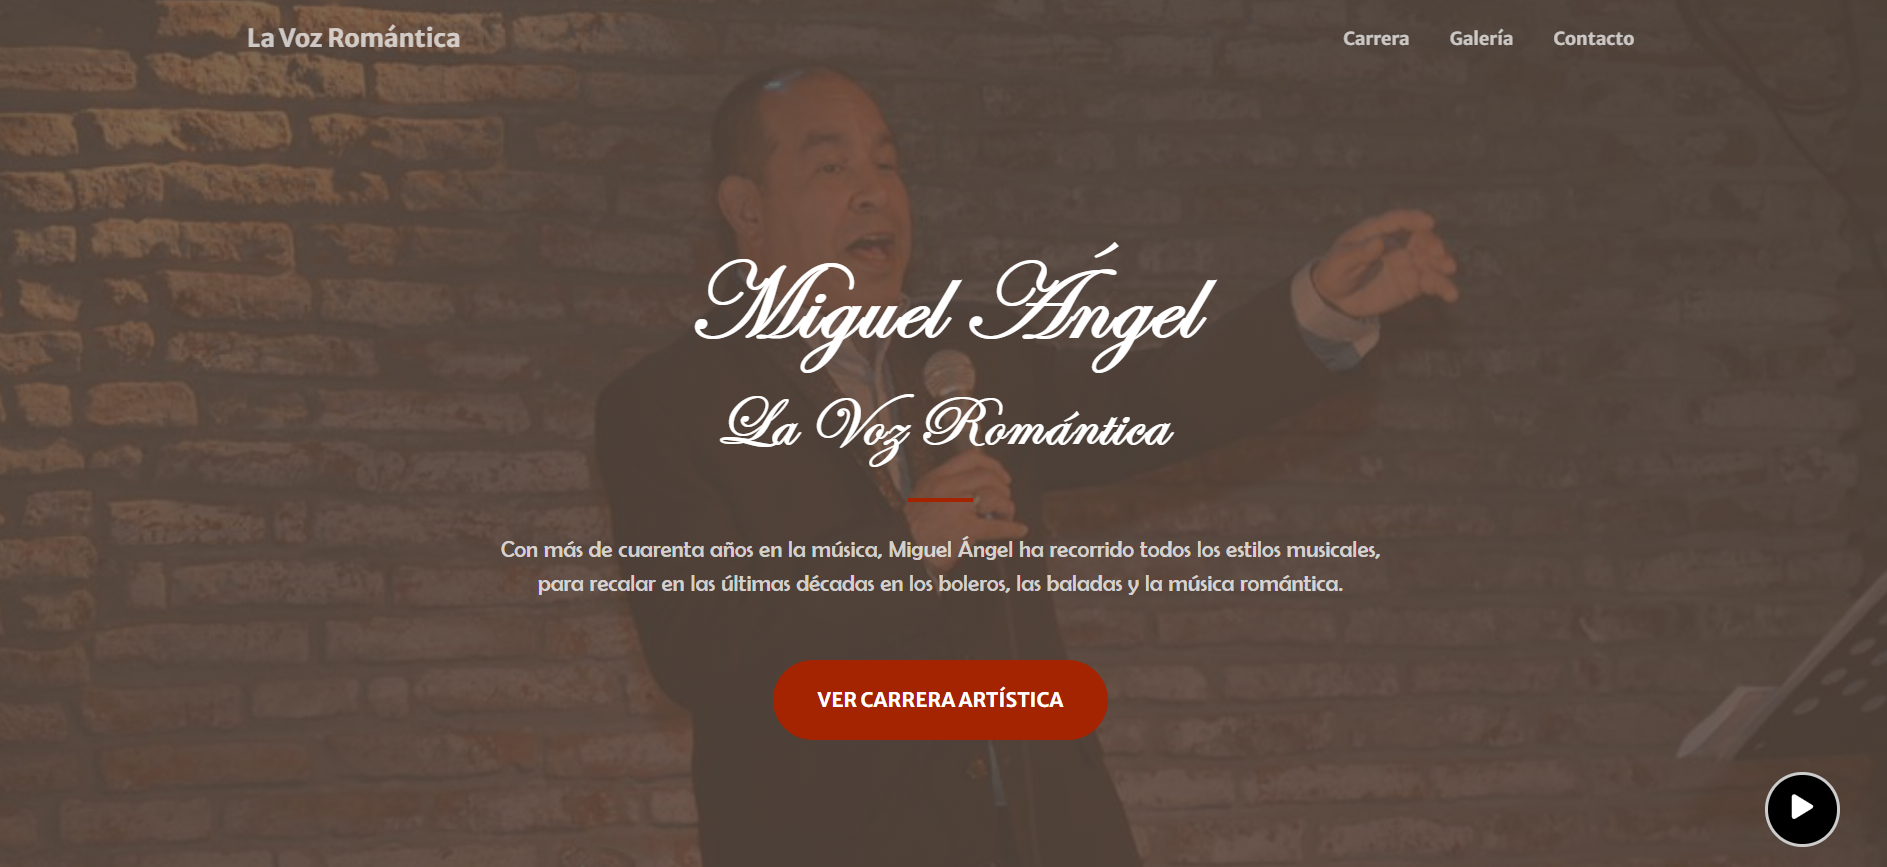 La Voz Romántica
Carrera Galería Contacto
Miguel Ángel
La Voz Romántica
Con más de cuarenta años en la música, Miguel Ángel ha recorrido todos los estilos musicales,
para recalar en las últimas décadas en los boleros, las baladas y la música romántica.
VER CARRERA ARTÍSTICA